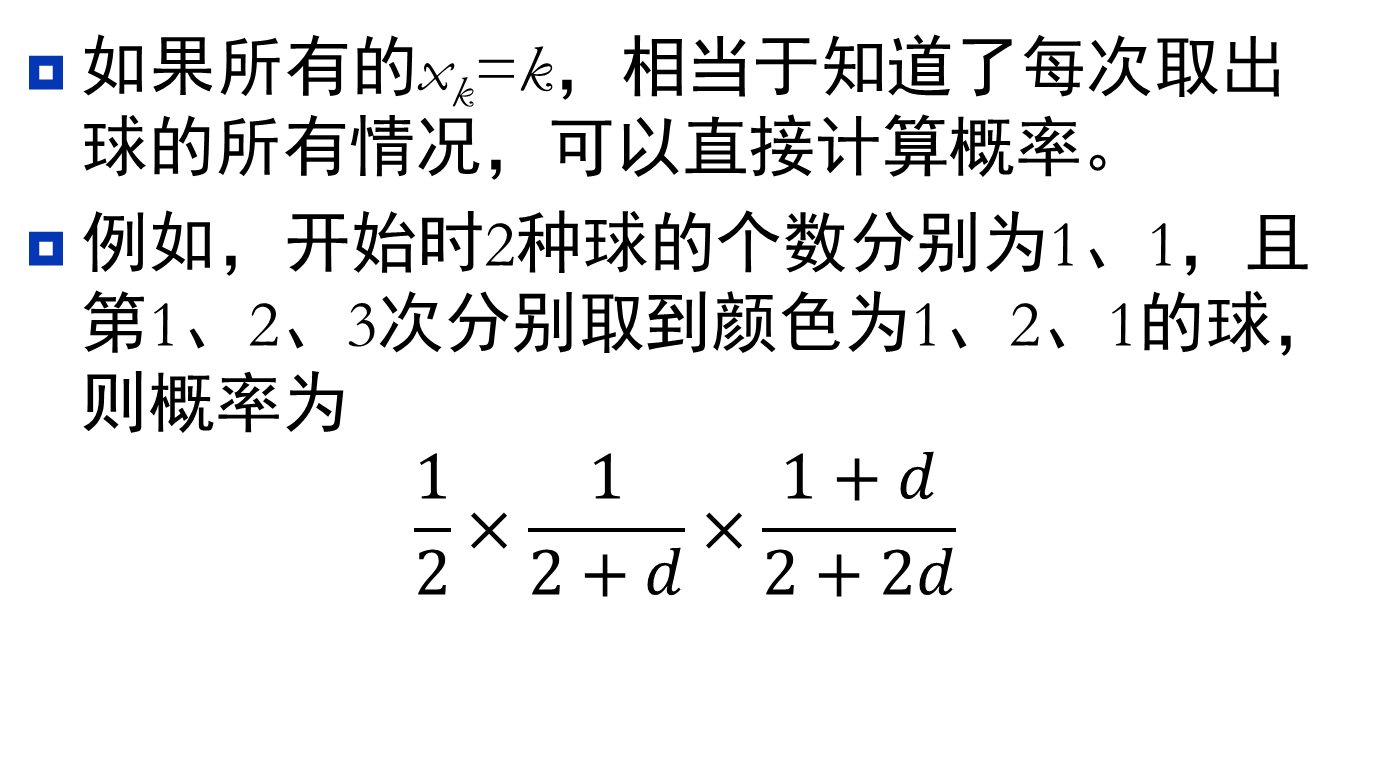 如果所有的xk=k，相当于知道了每次取出
球的所有情况，可以直接计算概率。
例如，开始时2种球的个数分别为1、1，且
第1、2、3次分别取到颜色为1、2、1的球，
则概率为
1/2 × 1/(2 + d) × (1 + d)/(2 + 2d)